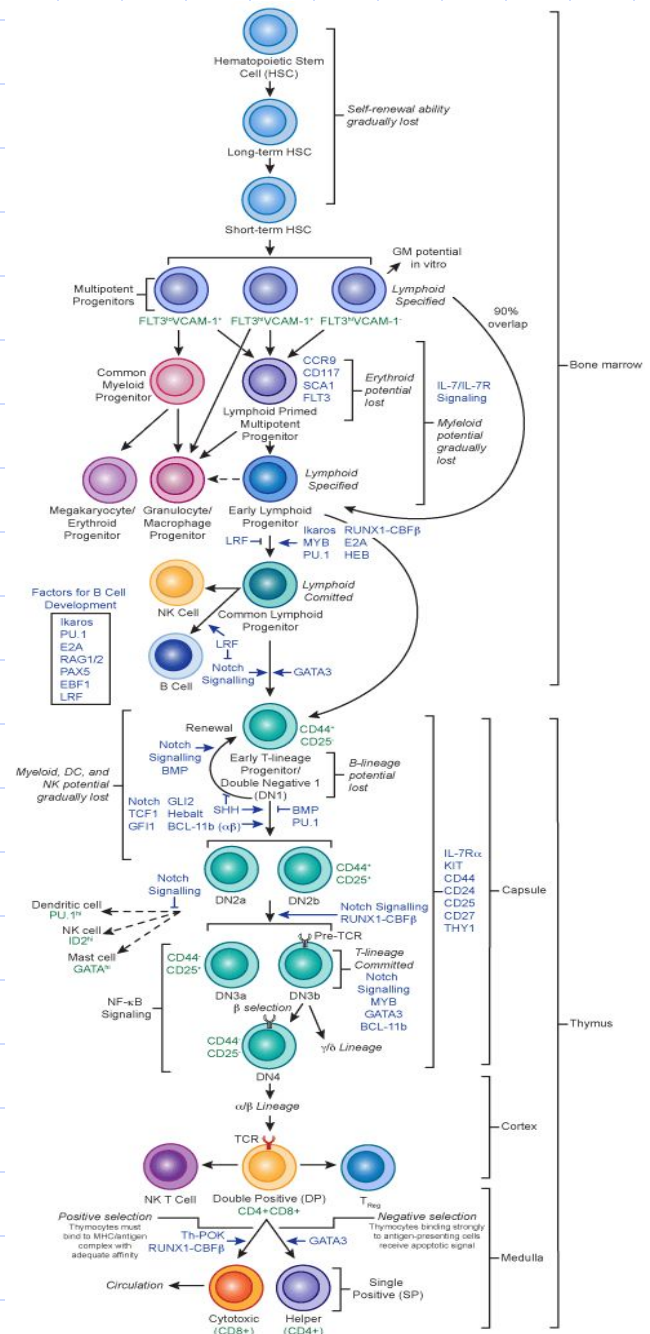 Hematopoietic Stem
Cell (HSC)
Self-renewal ability
gradually lost
Long-term HSC
Short-term HSC
GM potential
in vitro
Multipotent
Progenitors
Lymphoid
Specified
FLT3loVCAM-1+
FLT3hiVCAM-1+
FLT3hiVCAM-1-
90%
overlap
Bone marrow
Common
Myeloid
Progenitor
CCR9
CD117
SCA1
FLT3
Erythroid
potential
lost
IL-7/IL-7R
Signaling
Myleloid
potential
gradually
lost
Lymphoid Primed
Multipotent
Progenitor
Lymphoid
Specified
Megakaryocyte/
Erythroid
Progenitor
Granulocyte/
Macrophage
Progenitor
Early Lymphoid
Progenitor
LRF
Ikaros
MYB
PU.1
RUNX1-CBFβ
E2A
HEB
NK Cell
Lymphoid
Comitted
Common Lymphoid
Progenitor
Factors for B Cell
Development
Ikaros
PU.1
E2A
RAG1/2
PAX5
EBF1
LRF
B Cell
LRF
Notch
Signalling
GATA3
Renewal
CD44+
CD25-
Notch
Signalling
BMP
Early T-lineage
Progenitor/
Double Negative 1
(DN1)
B-lineage
potential
lost
Myeloid, DC, and
NK potential
gradually lost
Notch
TCF1
GFI1
GLI2
Hebalt
BCL-11b (αβ)
SHH
BMP
PU.1
CD44+
CD25+
DN2a
DN2b
IL-7Rα
KIT
CD44
CD24
CD25
CD27
THY1
Capsule
Notch
Signalling
Dendritic cell
PU.1hi
NK cell
ID2hi
Mast cell
GATAhi
Notch Signalling
RUNX1-CBFβ
Pre-TCR
CD44-
CD25+
DN3a
DN3b
T-lineage
Committed
Notch
Signalling
MYB
GATA3
BCL-11b
NF-κB
Signaling
β selection
CD44-
CD25-
DN4
γ/δ Lineage
Thymus
α/β Lineage
Cortex
TCR
NK T Cell
Double Positive (DP)
CD4+CD8+
TReg
Positive selection
Thymocytes must
bind to MHC/antigen
complex with
adequate affinity
Negative selection
Thymocytes binding strongly
to antigen-presenting cells
receive apoptotic signal
Th-POK
RUNX1-CBFβ
GATA3
Medulla
Circulation
Single
Positive (SP)
Cytotoxic
(CD8+)
Helper
(CD4+)